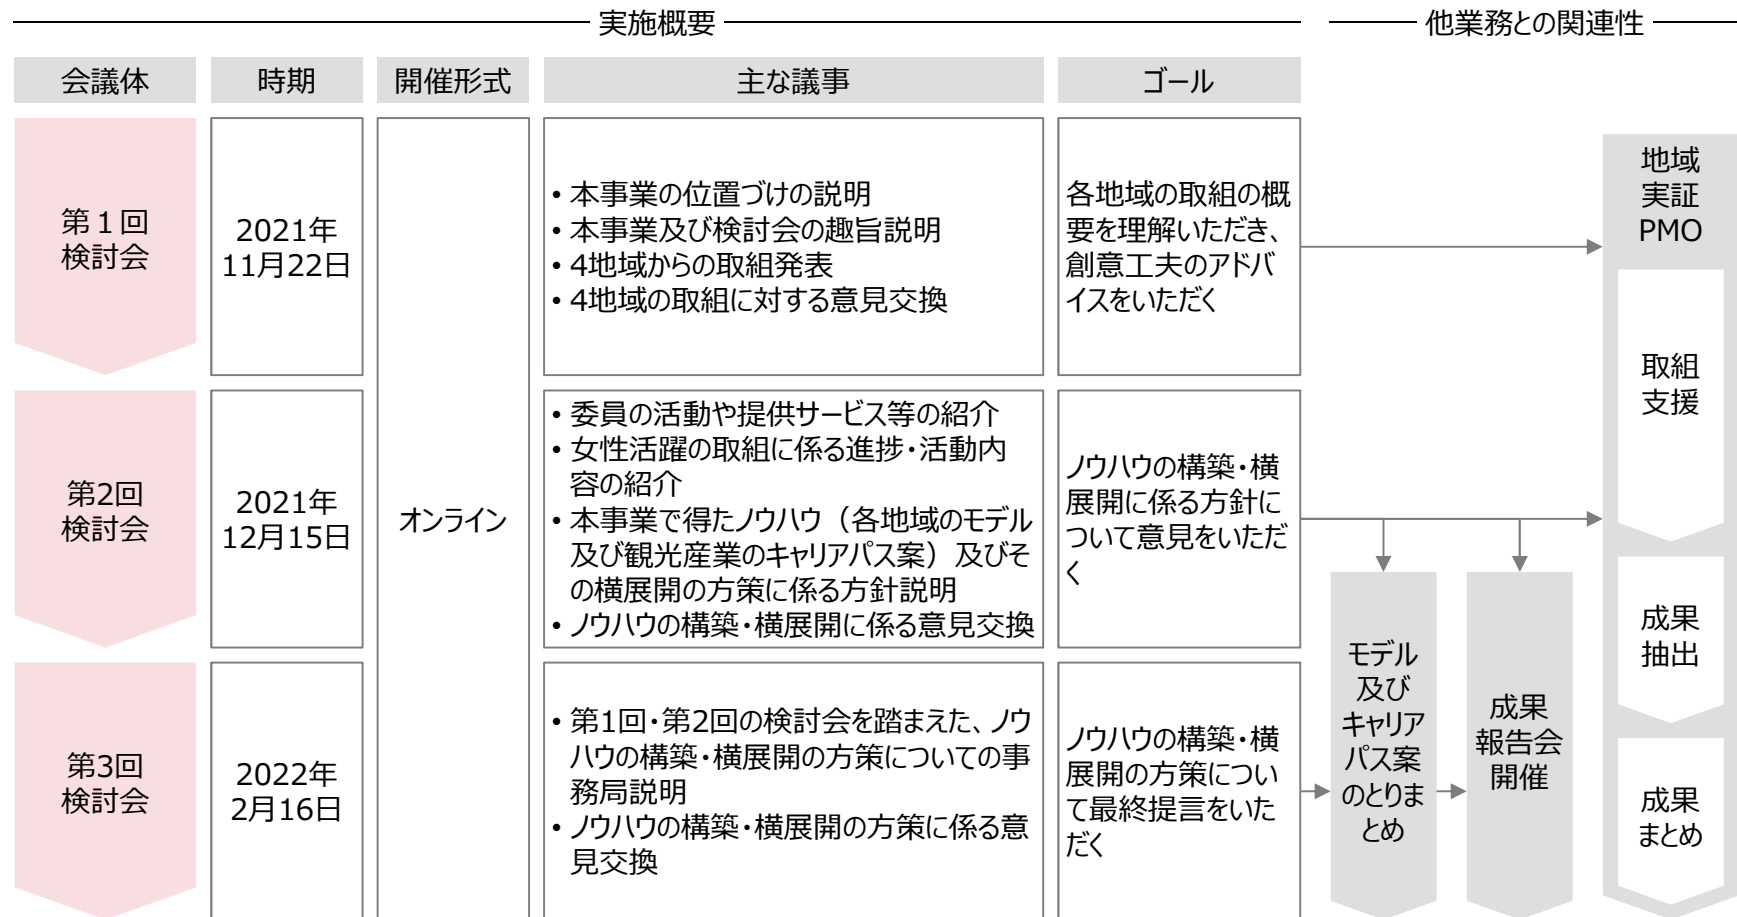 実施概要
他業務との関連性
会議体
時期
開催形式
主な議事
ゴール
第１回
検討会
2021年
11月22日
• 本事業の位置づけの説明
• 本事業及び検討会の趣旨説明
• 4地域からの取組発表
• 4地域の取組に対する意見交換
各地域の取組の概
要を理解いただき、
創意工夫のアドバ
イスをいただく
第2回
検討会
2021年
12月15日
オンライン
• 委員の活動や提供サービス等の紹介
• 女性活躍の取組に係る進捗・活動内
容の紹介
• 本事業で得たノウハウ（各地域のモデル
及び観光産業のキャリアパス案）及びそ
の横展開の方策に係る方針説明
• ノウハウの構築・横展開に係る意見交換
ノウハウの構築・横
展開に係る方針に
ついて意見をいただ
く
第3回
検討会
2022年
2月16日
• 第1回・第2回の検討会を踏まえた、ノウ
ハウの構築・横展開の方策についての事
務局説明
• ノウハウの構築・横展開の方策に係る意
見交換
ノウハウの構築・横
展開の方策につい
て最終提言をいた
だく
モデル
及び
キャリア
パス案
のとりま
とめ
成果
報告会
開催
地域
実証
PMO
取組
支援
成果
抽出
成果
まとめ